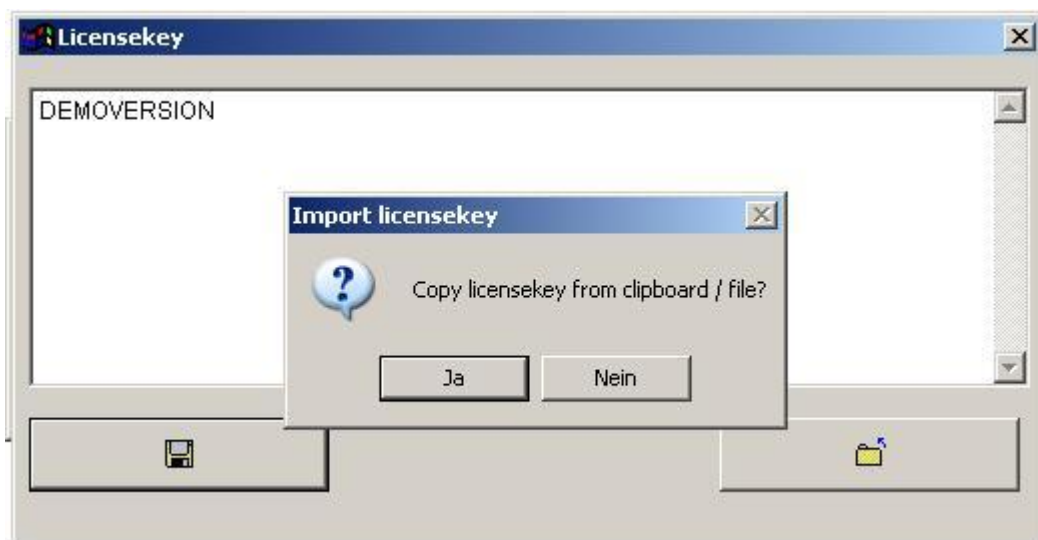 Licensekey
DEMOVERSION
Import licensekey
Copy licensekey from clipboard / file?
Ja Nein